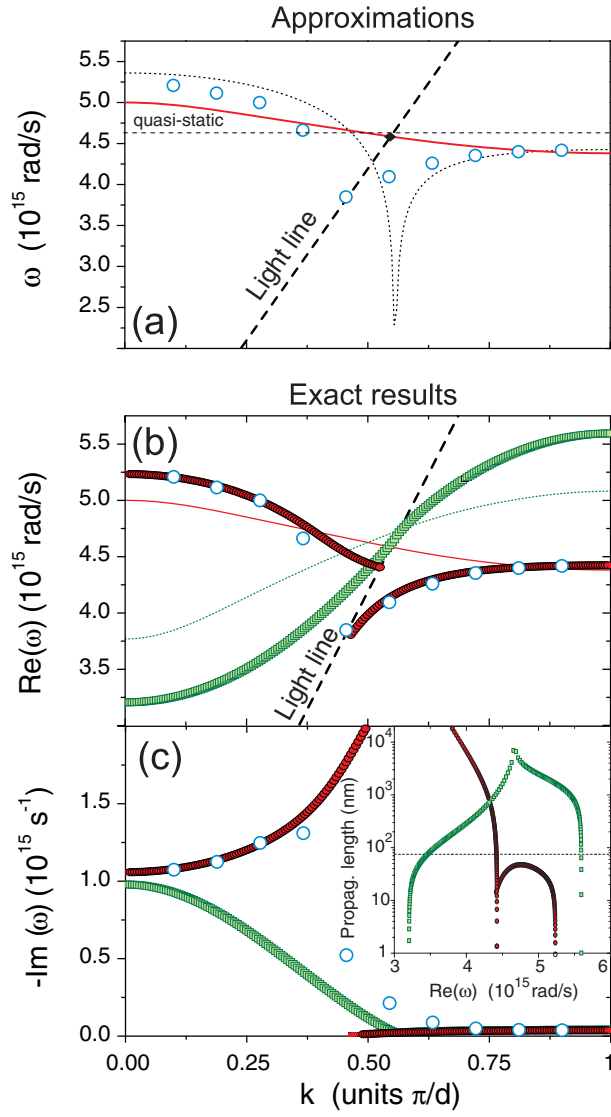 Approximations
5.5
5.0
4.5
4.0
3.5
3.0
2.5
ω (10¹⁵ rad/s)
quasi-static
Light line
(a)
Exact results
(b)
5.5
5.0
4.5
4.0
3.5
Re(ω) (10¹⁵ rad/s)
Light line
(c)
1.5
1.0
0.5
0.0
-Im (ω) (10¹⁵ s⁻¹)
10⁴
10³
10²
10
1
Propag. length (nm)
3 4 5 6
Re(ω) (10¹⁵ rad/s)
0.00 0.25 0.50 0.75 1
k (units π/d)